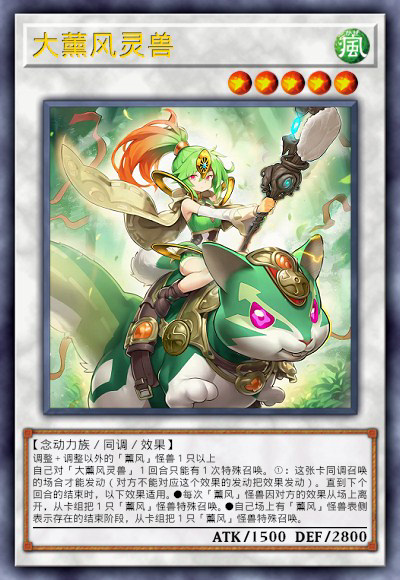 大薰风灵兽
風
【念动力族／同调／效果】
调整＋调整以外的「薰风」怪兽１只以上
自己对「大薰风灵兽」１回合只能有１次特殊召唤。①：这张卡同调召唤
的场合才能发动（对方不能对应这个效果的发动把效果发动）。直到下个
回合的结束时，以下效果适用。●每次「薰风」怪兽因对方的效果从场上离
开，从卡组把１只「薰风」怪兽特殊召唤。●自己场上有「薰风」怪兽表侧
表示存在的结束阶段，从卡组把１只「薰风」怪兽特殊召唤。
ATK/1500 DEF/2800